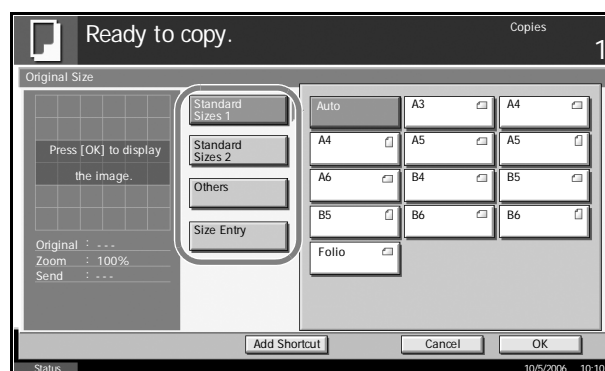 Ready to copy.
Copies
1
Original Size
Press [OK] to display
the image.
Original : - - -
Zoom : 100%
Send : - - -
Standard
Sizes 1
Standard
Sizes 2
Others
Size Entry
Auto
A3
A4
A4
A5
A5
A6
B4
B5
B5
B6
B6
Folio
Add Shortcut
Cancel
OK
Status
10/5/2006 10:10